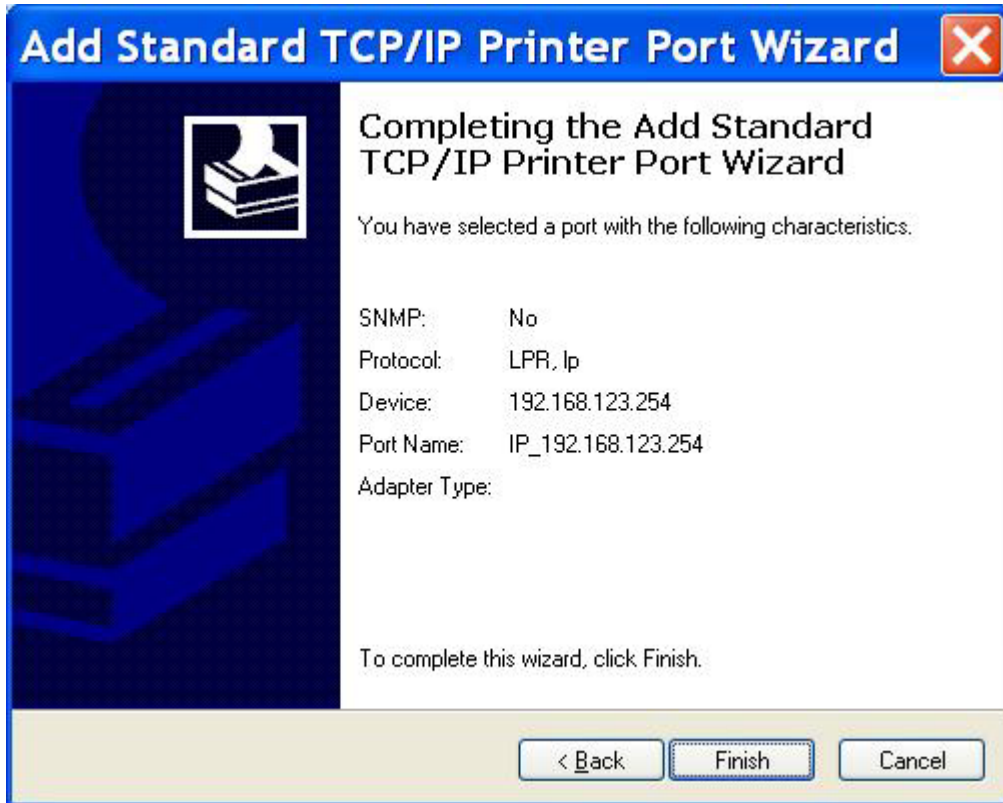 Add Standard TCP/IP Printer Port Wizard
Completing the Add Standard
TCP/IP Printer Port Wizard
You have selected a port with the following characteristics.
SNMP: No
Protocol: LPR, lp
Device: 192.168.123.254
Port Name: IP_192.168.123.254
Adapter Type:
To complete this wizard, click Finish.
< Back Finish Cancel